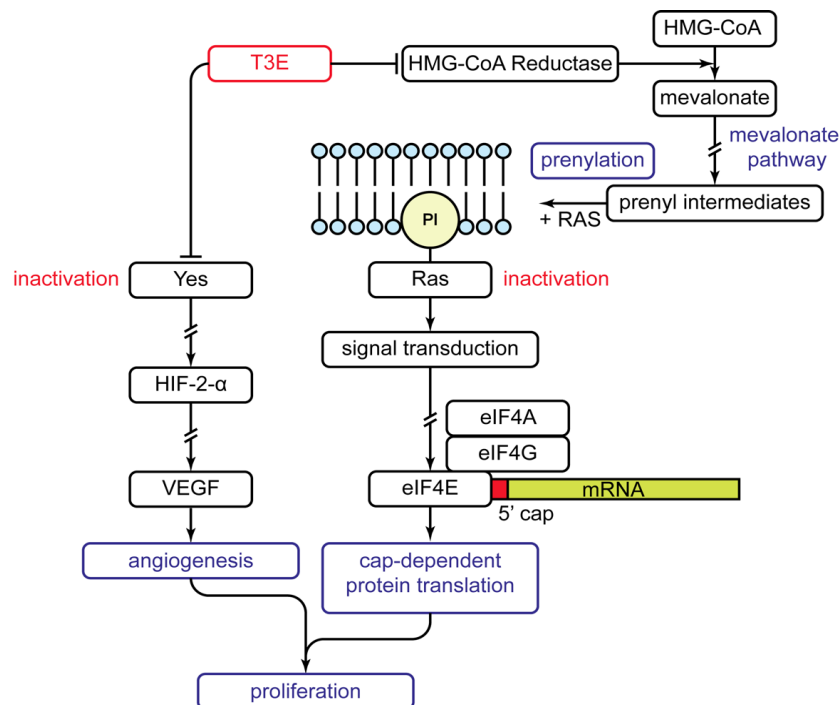 HMG-CoA
T3E
HMG-CoA Reductase
mevalonate
mevalonate
pathway
prenylation
prenyl intermediates
+ RAS
PI
inactivation
Yes
Ras
inactivation
signal transduction
HIF-2-α
eIF4A
eIF4G
VEGF
eIF4E
mRNA
5’ cap
angiogenesis
cap-dependent
protein translation
proliferation